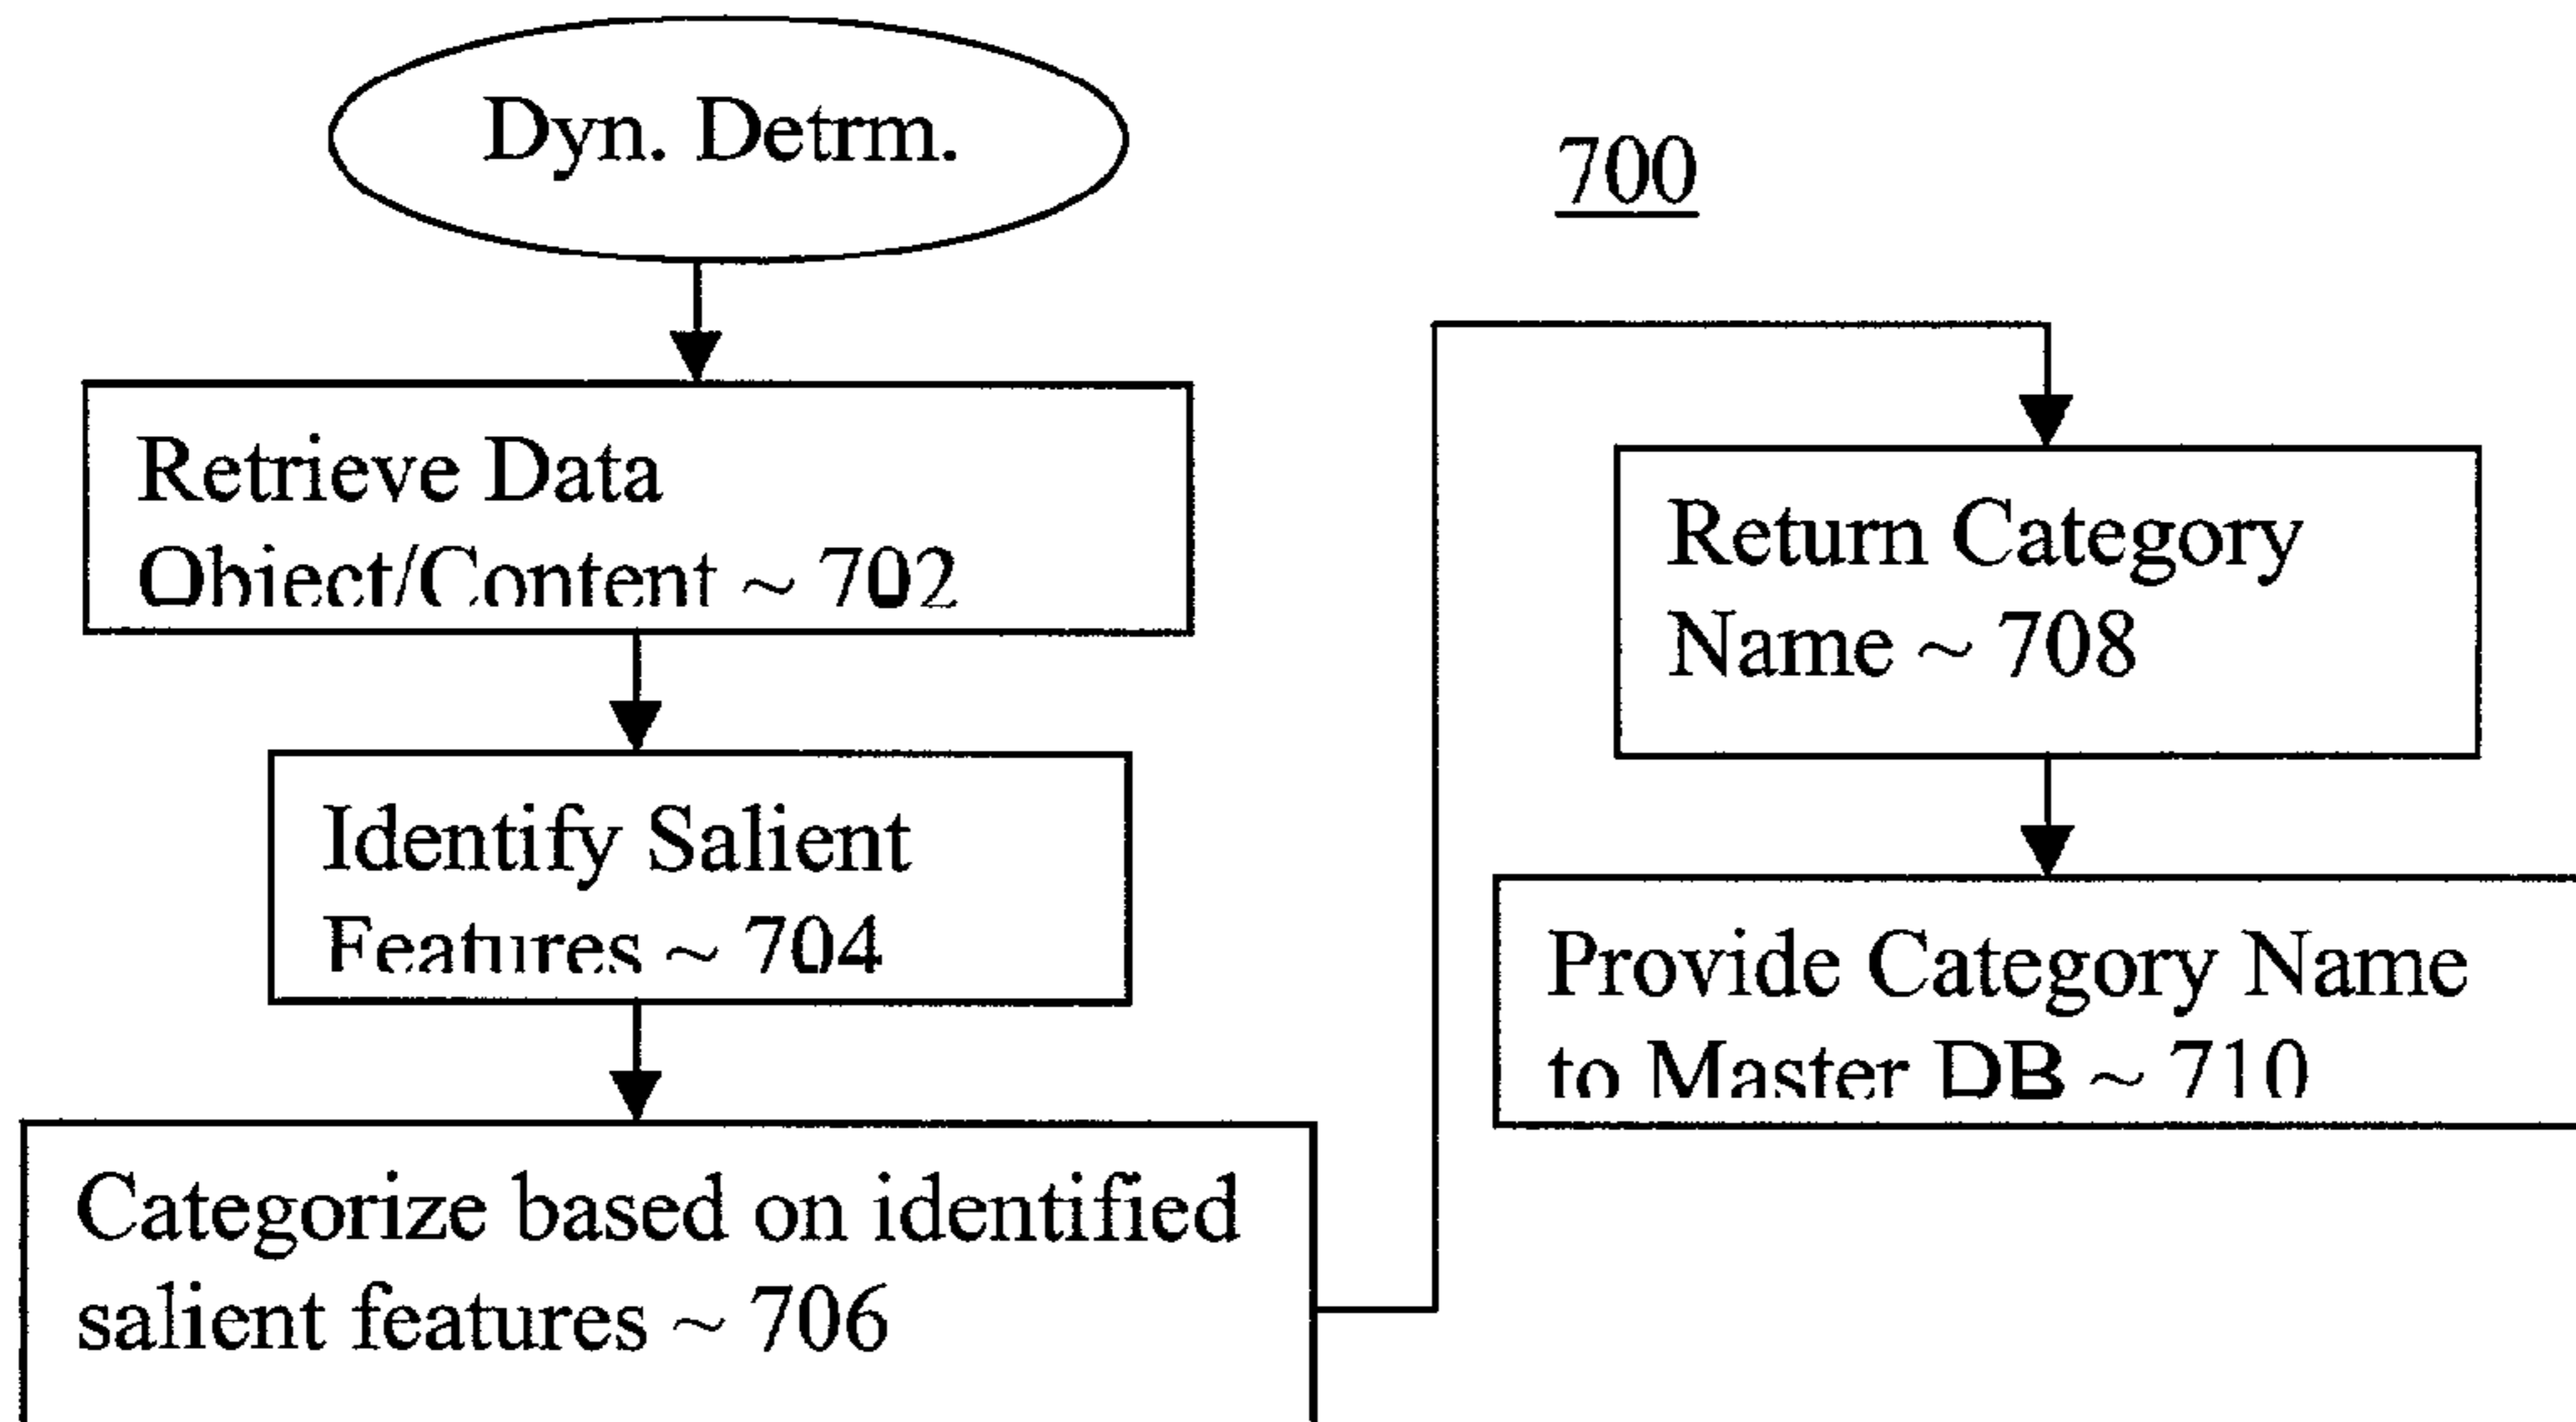 Dyn. Detrm.
700
Retrieve Data
Object/Content ~ 702
Identify Salient
Features ~ 704
Categorize based on identified
salient features ~ 706
Return Category
Name ~ 708
Provide Category Name
to Master DB ~ 710